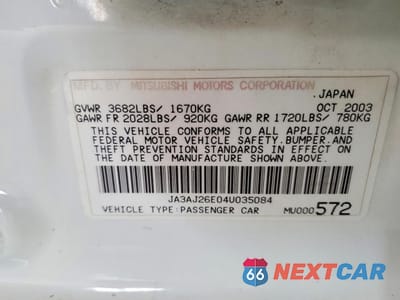 MFD BY MITSUBISHI MOTORS CORPORATION
JAPAN
GVWR 3682LBS/ 1670KG OCT 2003
GAWR FR 2028LBS/ 920KG GAWR RR 1720LBS/ 780KG
THIS VEHICLE CONFORMS TO ALL APPLICABLE
FEDERAL MOTOR VEHICLE SAFETY, BUMPER, AND
THEFT PREVENTION STANDARDS IN EFFECT ON
THE DATE OF MANUFACTURE SHOWN ABOVE.
JA3AJ26E04U035084
VEHICLE TYPE:PASSENGER CAR MU000572
66 NEXTCAR